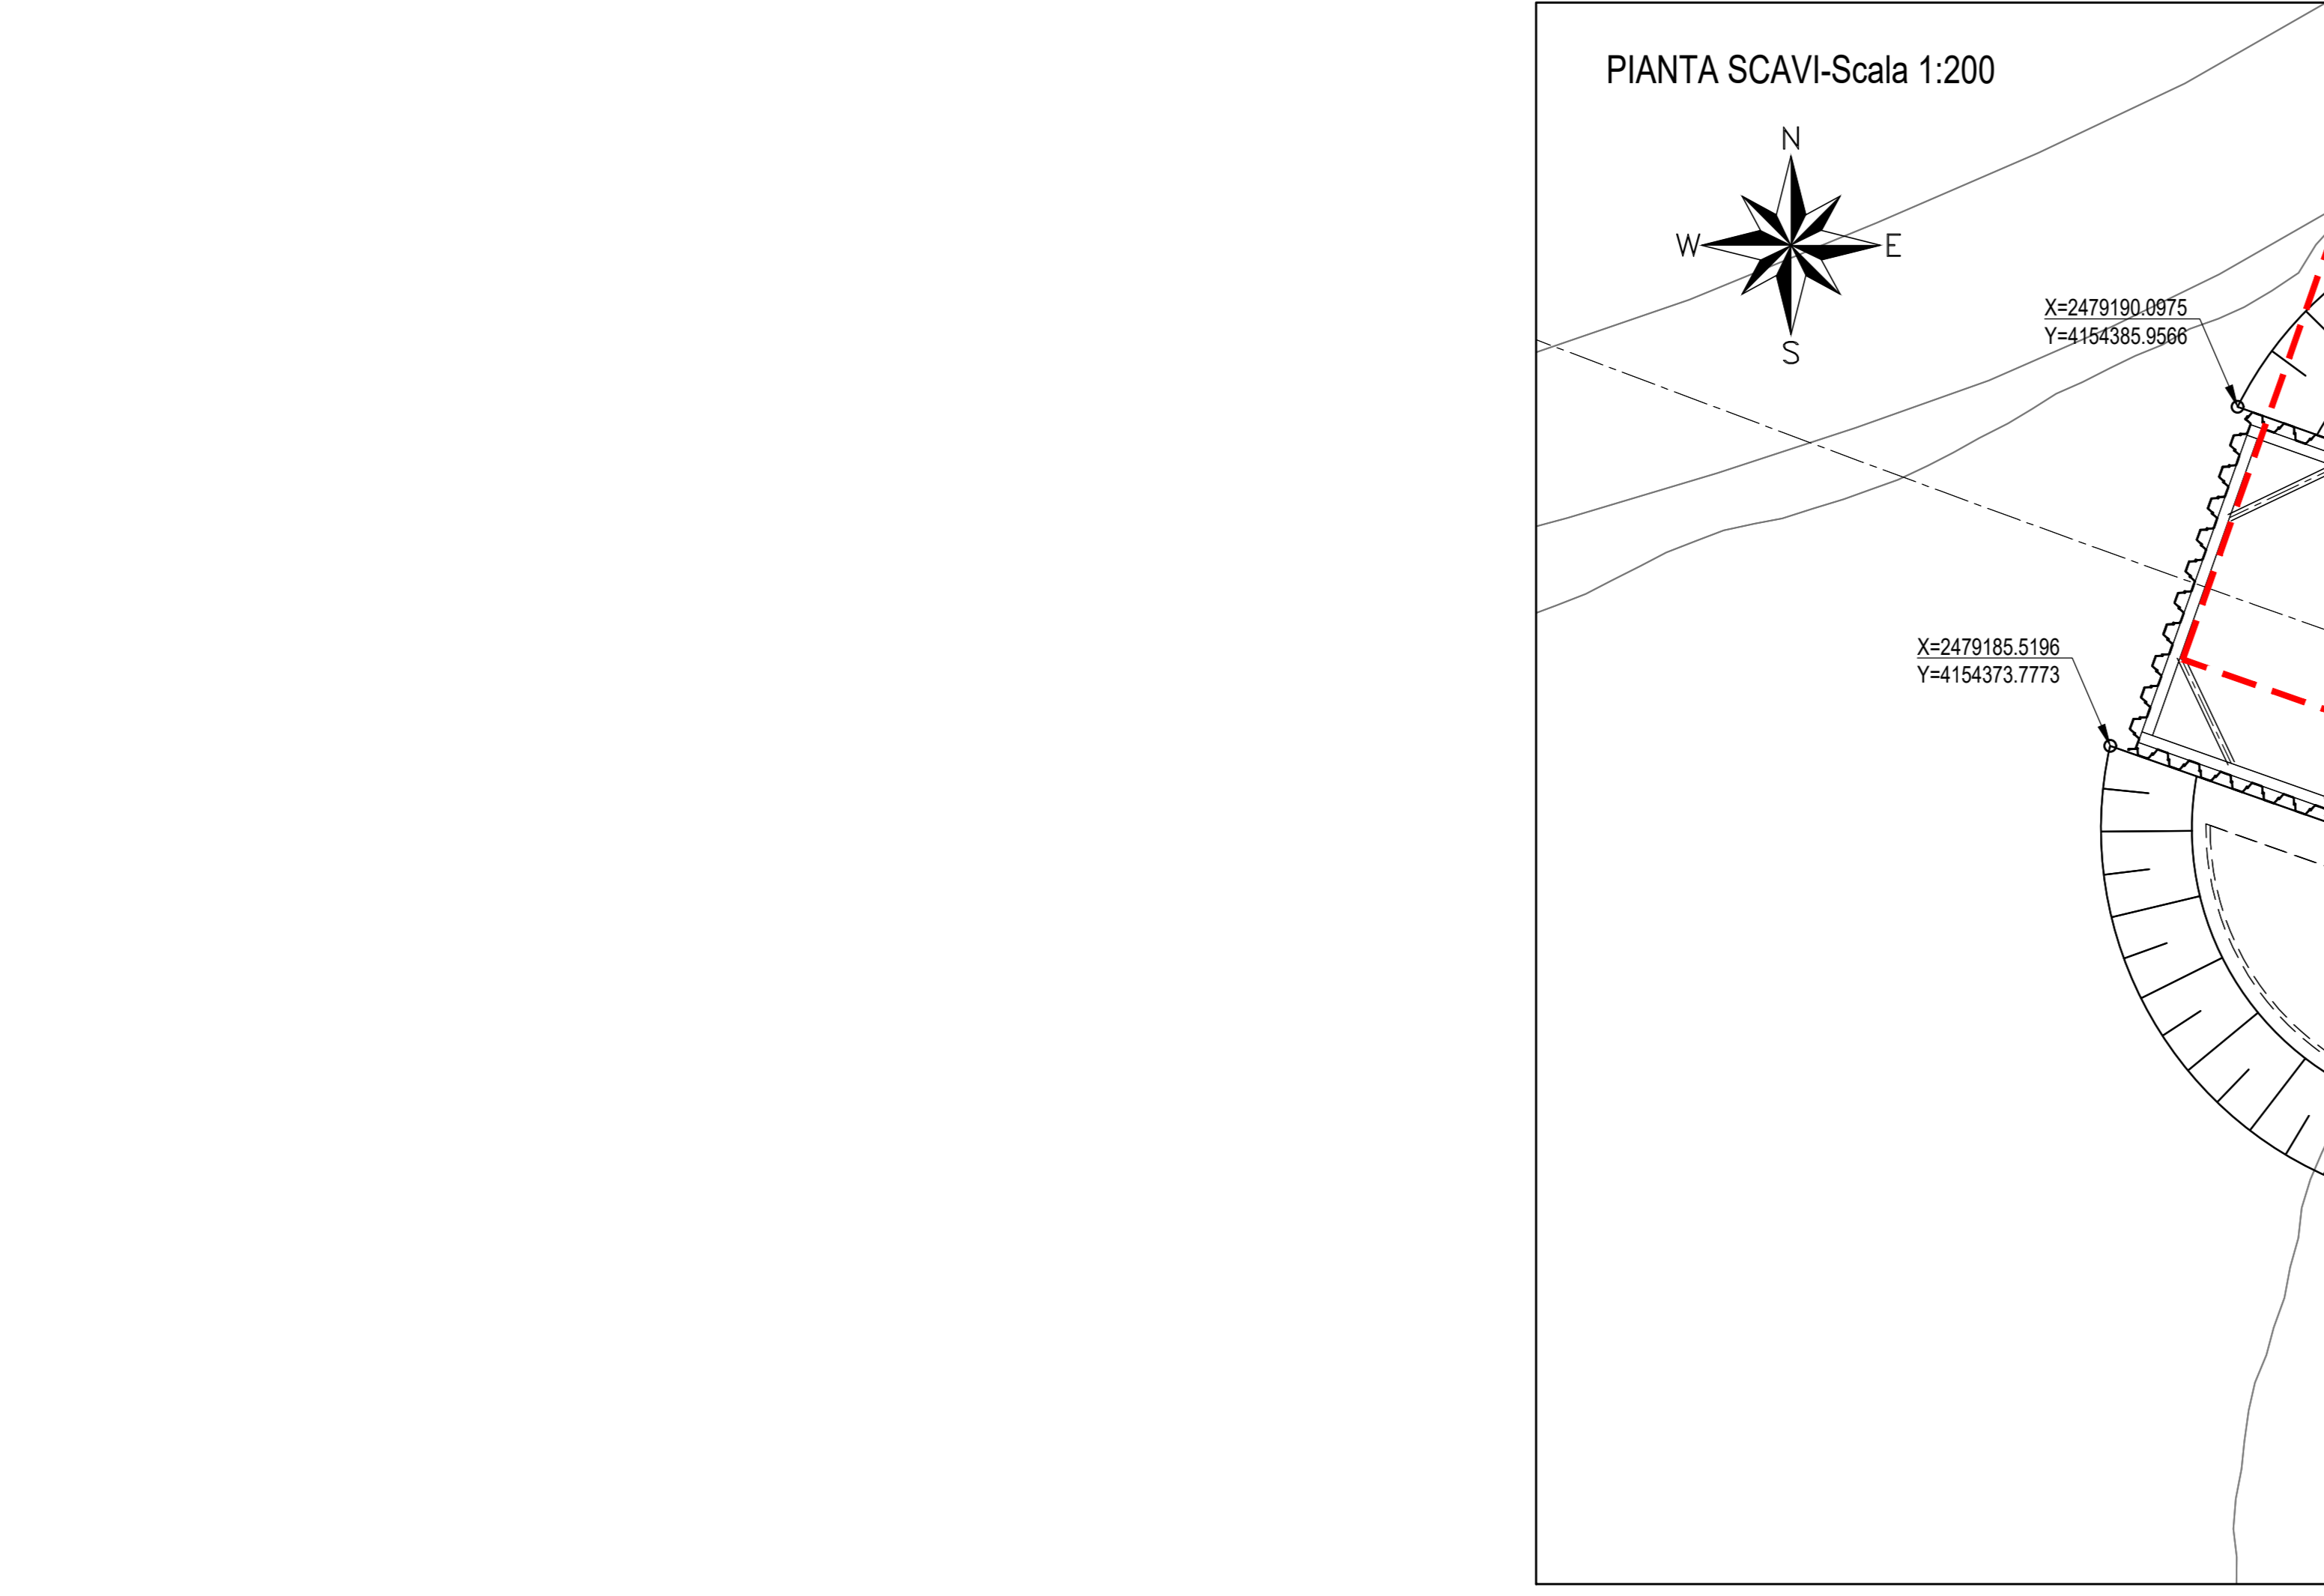 PIANTA SCAVI-Scala 1:200
N
W
E
S
X=2479190.0975
Y=4154385.9566
X=2479185.5196
Y=4154373.7773